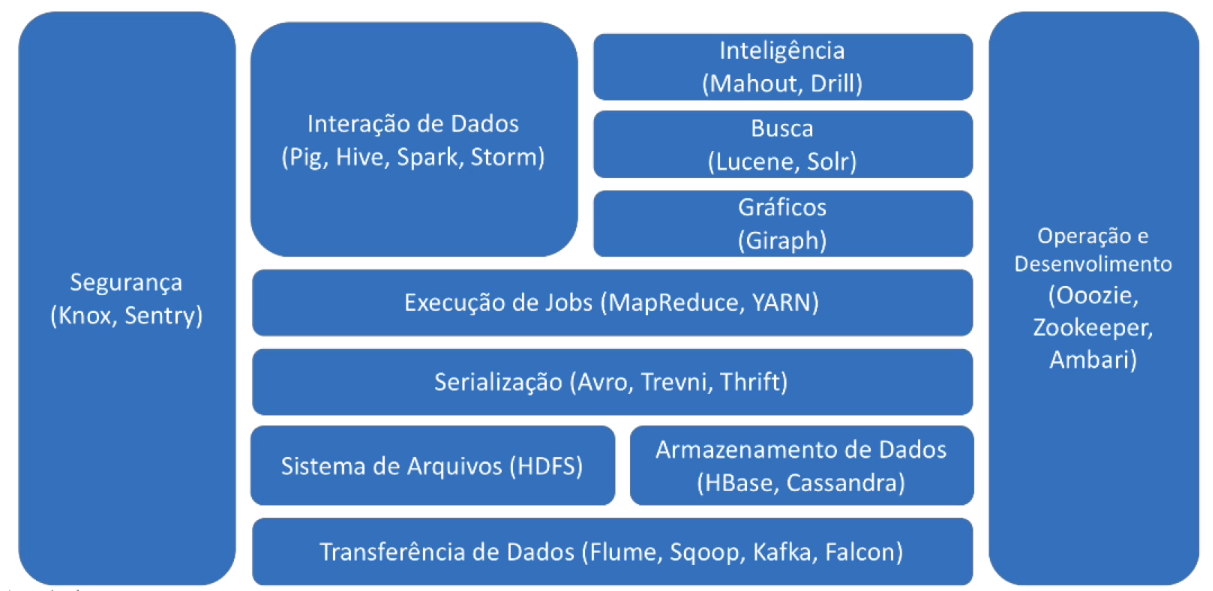 Segurança
(Knox, Sentry)
Interação de Dados
(Pig, Hive, Spark, Storm)
Inteligência
(Mahout, Drill)
Busca
(Lucene, Solr)
Gráficos
(Giraph)
Execução de Jobs (MapReduce, YARN)
Serialização (Avro, Trevni, Thrift)
Sistema de Arquivos (HDFS)
Armazenamento de Dados
(HBase, Cassandra)
Transferência de Dados (Flume, Sqoop, Kafka, Falcon)
Operação e
Desenvolimento
(Ooozie,
Zookeeper,
Ambari)